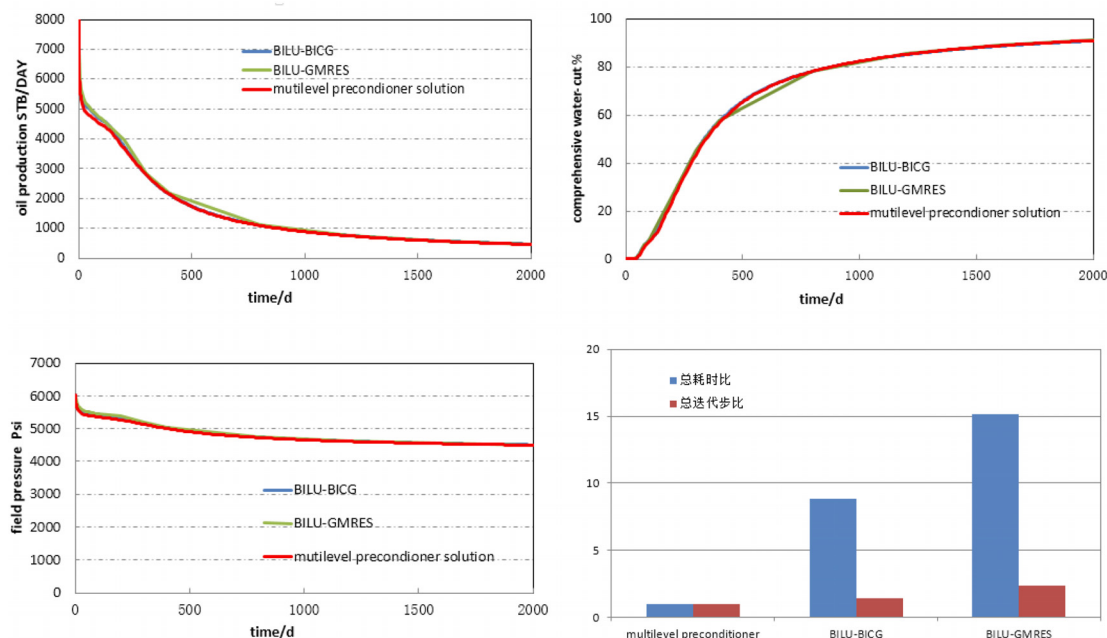 8000
7000
6000
5000
4000
3000
2000
1000
0
oil production STB/DAY
BILU-BICG
BILU-GMRES
mutilevel precondioner solution
0 500 1000 1500 2000
time/d
100
80
60
40
20
0
comprehensive water-cut %
BILU-BICG
BILU-GMRES
mutilevel precondioner solution
0 500 1000 1500 2000
time/d
7000
6000
5000
4000
3000
2000
1000
0
field pressure Psi
BILU-BICG
BILU-GMRES
mutilevel precondioner solution
0 500 1000 1500 2000
time/d
20
15
10
5
0
总耗时比
总迭代步比
multilevel preconditioner BILU-BICG BILU-GMRES